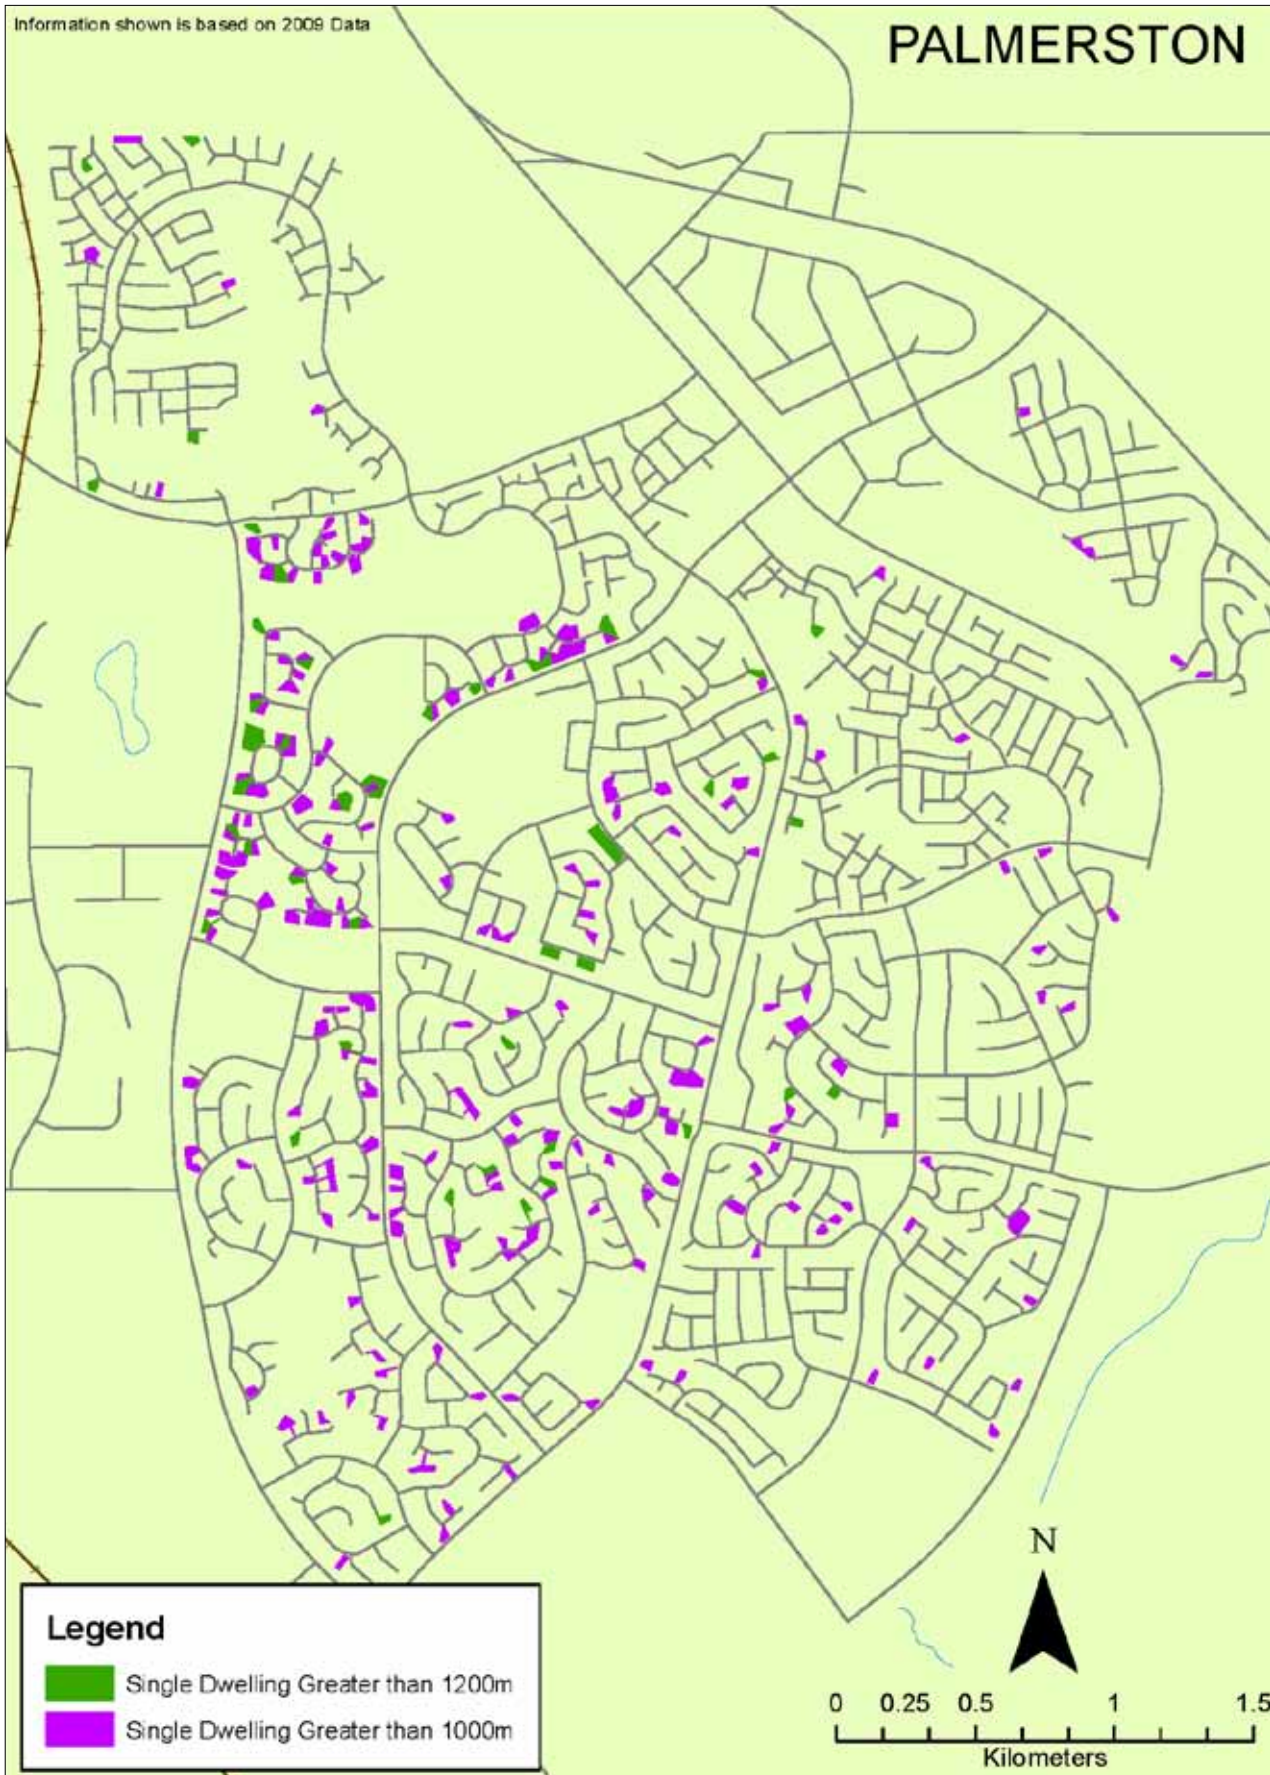 Information shown is based on 2009 Data
PALMERSTON
N
Legend
Single Dwelling Greater than 1200m
Single Dwelling Greater than 1000m
0 0.25 0.5 1 1.5
Kilometers